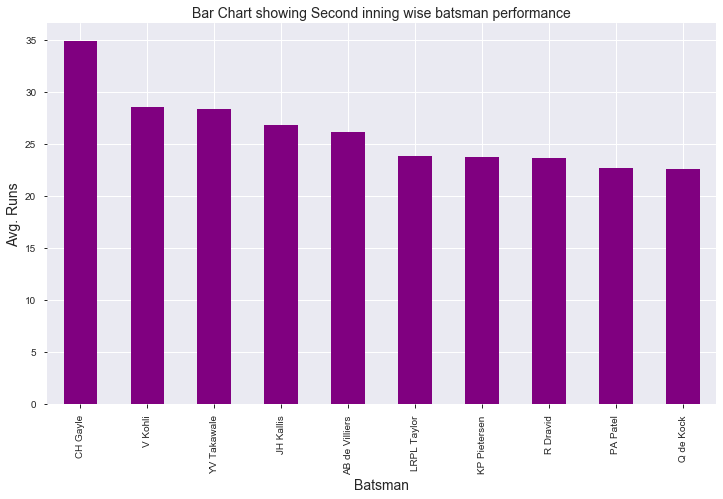 Bar Chart showing Second inning wise batsman performance
Avg. Runs
35
30
25
20
15
10
5
0
CH Gayle
V Kohli
YV Takawale
JH Kallis
AB de Villiers
LRPL Taylor
KP Pietersen
R Dravid
PA Patel
Q de Kock
Batsman